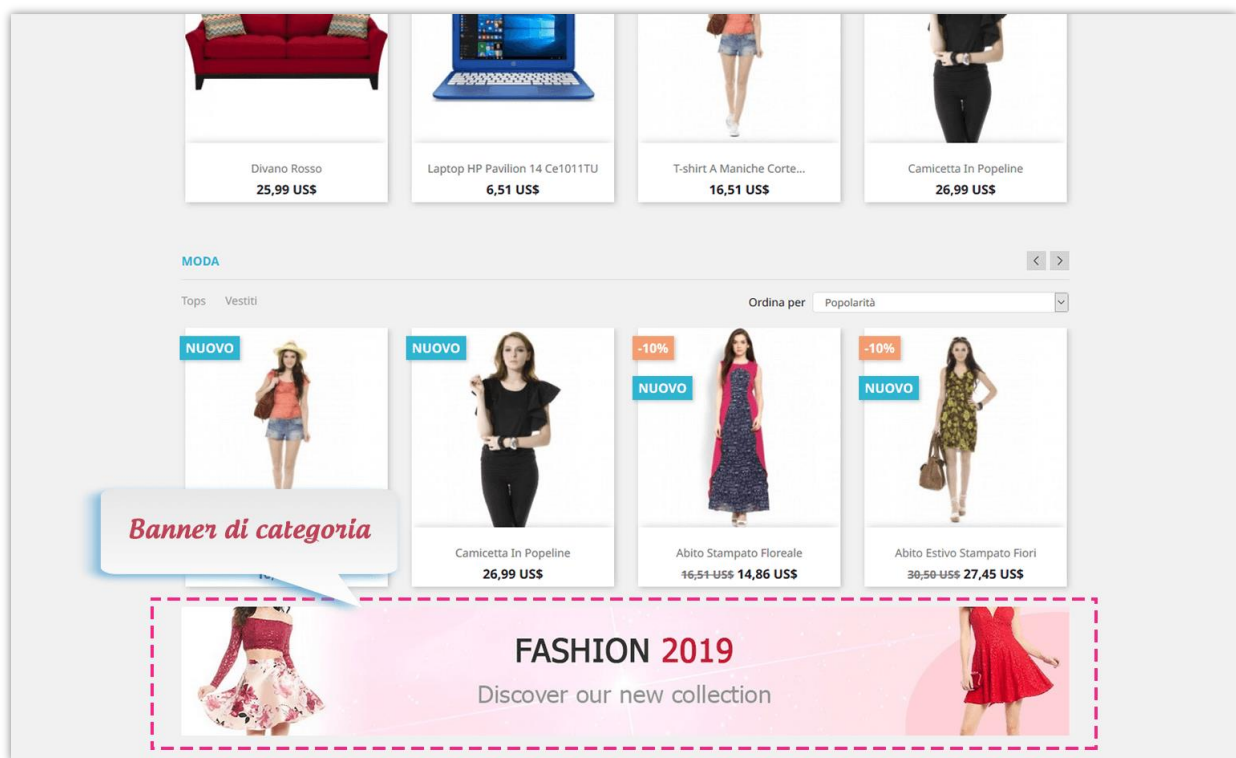 Divano Rosso
25,99 US$
Laptop HP Pavilion 14 Ce1011TU
6,51 US$
T-shirt A Maniche Corte...
16,51 US$
Camicetta In Popeline
26,99 US$
MODA
Tops Vestiti
Ordina per Popolarità
NUOVO
NUOVO
-10%
NUOVO
-10%
NUOVO
Banner di categoria
Camicetta In Popeline
26,99 US$
Abito Stampato Floreale
16,51 US$ 14,86 US$
Abito Estivo Stampato Fiori
30,50 US$ 27,45 US$
FASHION 2019
Discover our new collection